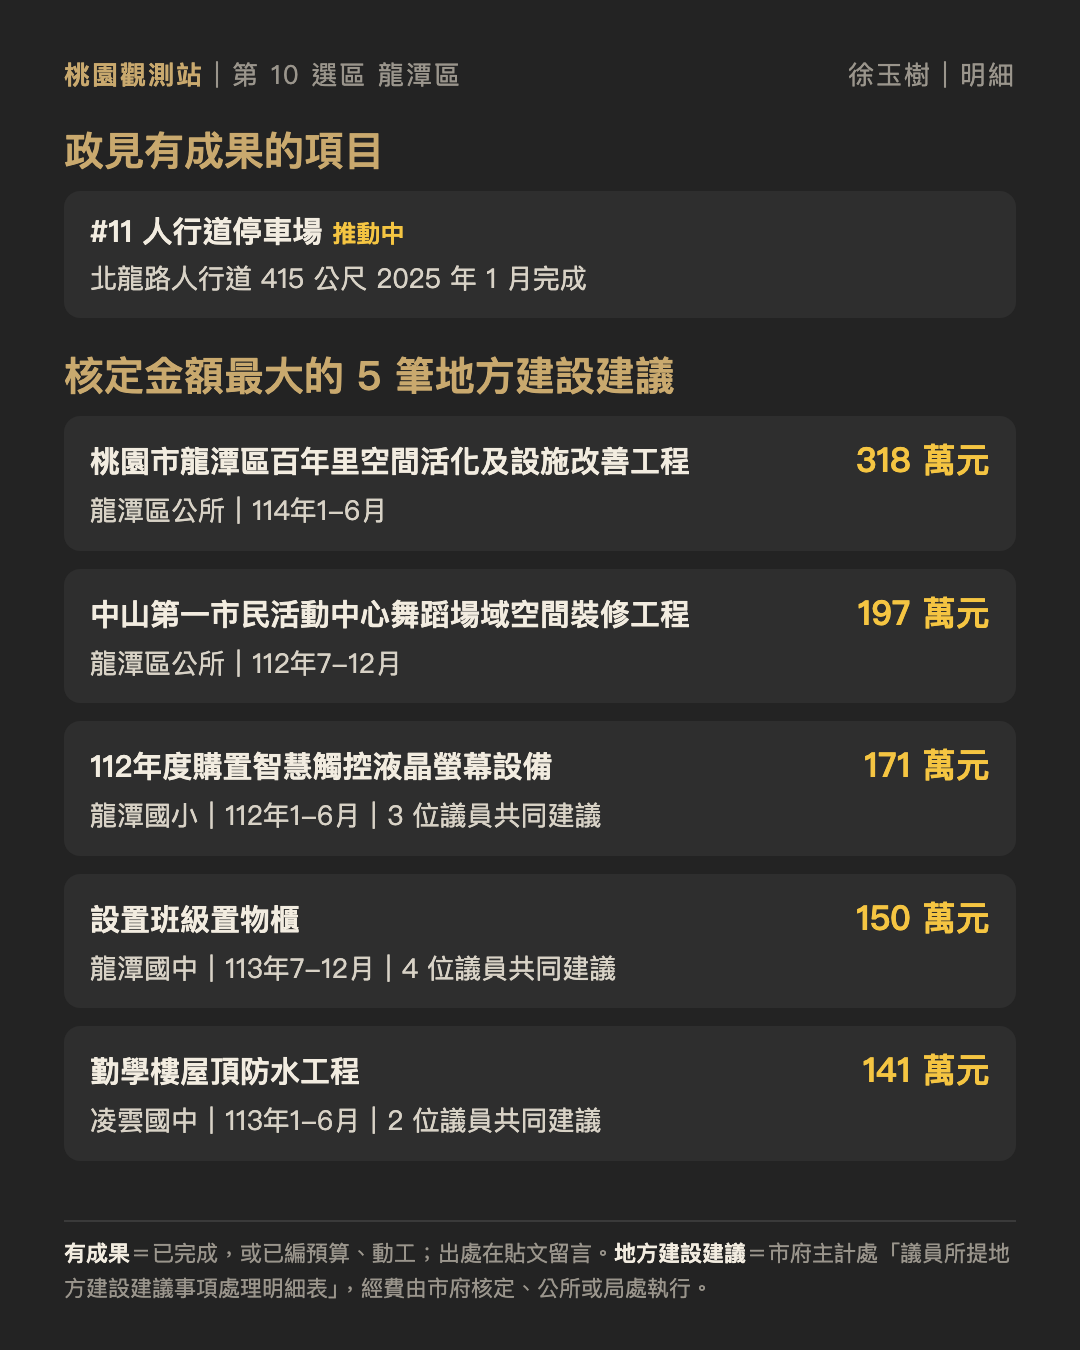 桃園觀測站｜第 10 選區 龍潭區
徐玉樹｜明細
政見有成果的項目
#11 人行道停車場 推動中
北龍路人行道 415 公尺 2025 年 1 月完成
核定金額最大的 5 筆地方建設建議
桃園市龍潭區百年里空間活化及設施改善工程 318 萬元
龍潭區公所｜114年1–6月
中山第一市民活動中心舞蹈場域空間裝修工程 197 萬元
龍潭區公所｜112年7–12月
112年度購置智慧觸控液晶螢幕設備 171 萬元
龍潭國小｜112年1–6月｜3 位議員共同建議
設置班級置物櫃 150 萬元
龍潭國中｜113年7–12月｜4 位議員共同建議
勤學樓屋頂防水工程 141 萬元
凌雲國中｜113年1–6月｜2 位議員共同建議
有成果＝已完成，或已編預算、動工；出處在貼文留言。地方建設建議＝市府主計處「議員所提地
方建設建議事項處理明細表」，經費由市府核定、公所或局處執行。